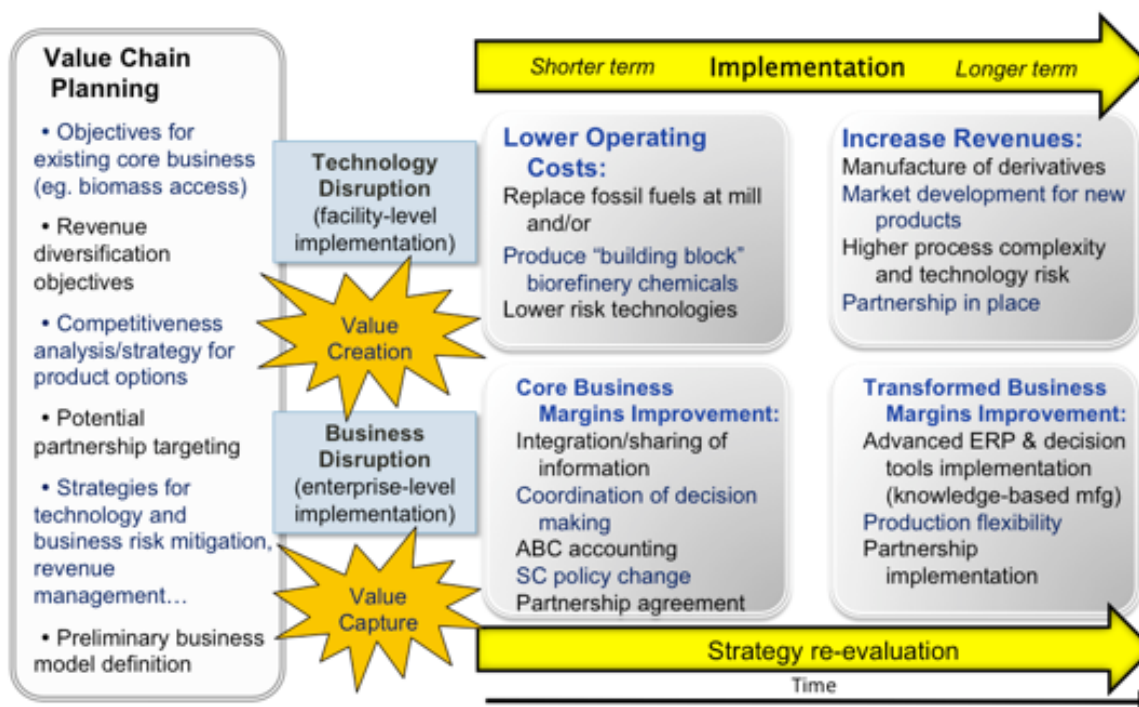 Value Chain
Planning
• Objectives for
existing core business
(eg. biomass access)
• Revenue
diversification
objectives
• Competitiveness
analysis/strategy for
product options
• Potential
partnership targeting
• Strategies for
technology and
business risk mitigation,
revenue
management…
• Preliminary business
model definition
Technology
Disruption
(facility-level
implementation)
Value
Creation
Business
Disruption
(enterprise-level
implementation)
Value
Capture
Shorter term Implementation Longer term
Lower Operating
Costs:
Replace fossil fuels at mill
and/or
Produce “building block”
biorefinery chemicals
Lower risk technologies
Increase Revenues:
Manufacture of derivatives
Market development for new
products
Higher process complexity
and technology risk
Partnership in place
Core Business
Margins Improvement:
Integration/sharing of
information
Coordination of decision
making
ABC accounting
SC policy change
Partnership agreement
Transformed Business
Margins Improvement:
Advanced ERP & decision
tools implementation
(knowledge-based mfg)
Production flexibility
Partnership
implementation
Strategy re-evaluation
Time